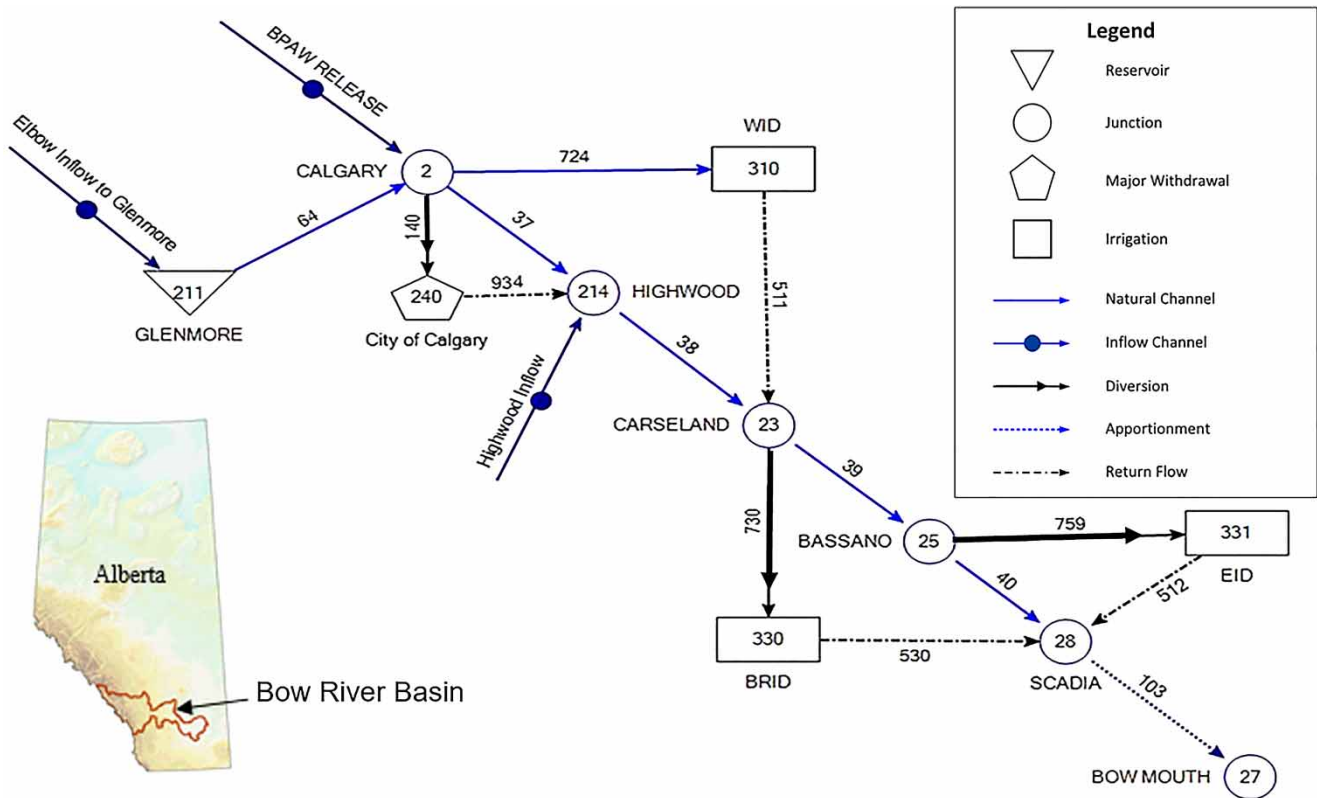 BPAW RELEASE
Elbow Inflow to Glenmore
CALGARY
2
724
WID
310
64
140
37
211
GLENMORE
240
City of Calgary
934
214
HIGHWOOD
511
Highwood Inflow
38
CARSELAND
23
39
730
BASSANO
25
759
331
EID
40
512
330
BRID
530
28
SCADIA
103
BOW MOUTH
27
Legend
Reservoir
Junction
Major Withdrawal
Irrigation
Natural Channel
Inflow Channel
Diversion
Apportionment
Return Flow
Alberta
Bow River Basin